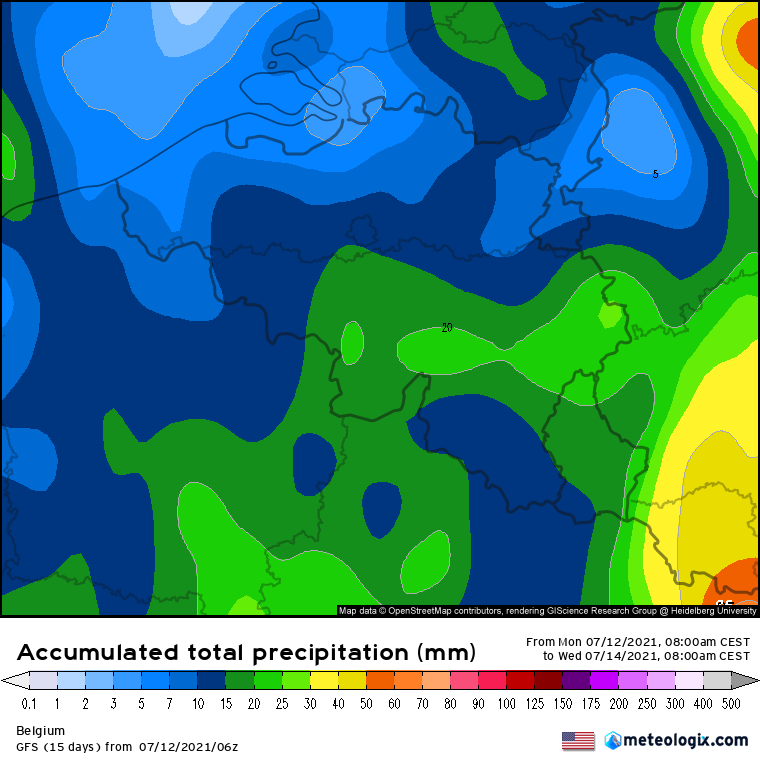 5
20
Map data © OpenStreetMap contributors, rendering GIScience Research Group @ Heidelberg University
Accumulated total precipitation (mm)
From Mon 07/12/2021, 08:00am CEST
to Wed 07/14/2021, 08:00am CEST
0.1 1 2 3 5 7 10 15 20 25 30 40 50 60 70 80 90 100 125 150 175 200 250 300 400 500
Belgium
GFS (15 days) from 07/12/2021/06z
meteologix.com